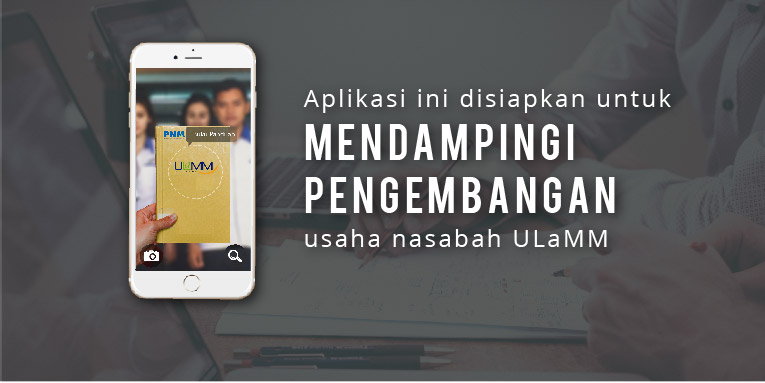 Aplikasi ini disiapkan untuk
MENDAMPINGI
PENGEMBANGAN
usaha nasabah ULaMM
PNM
ULaMM